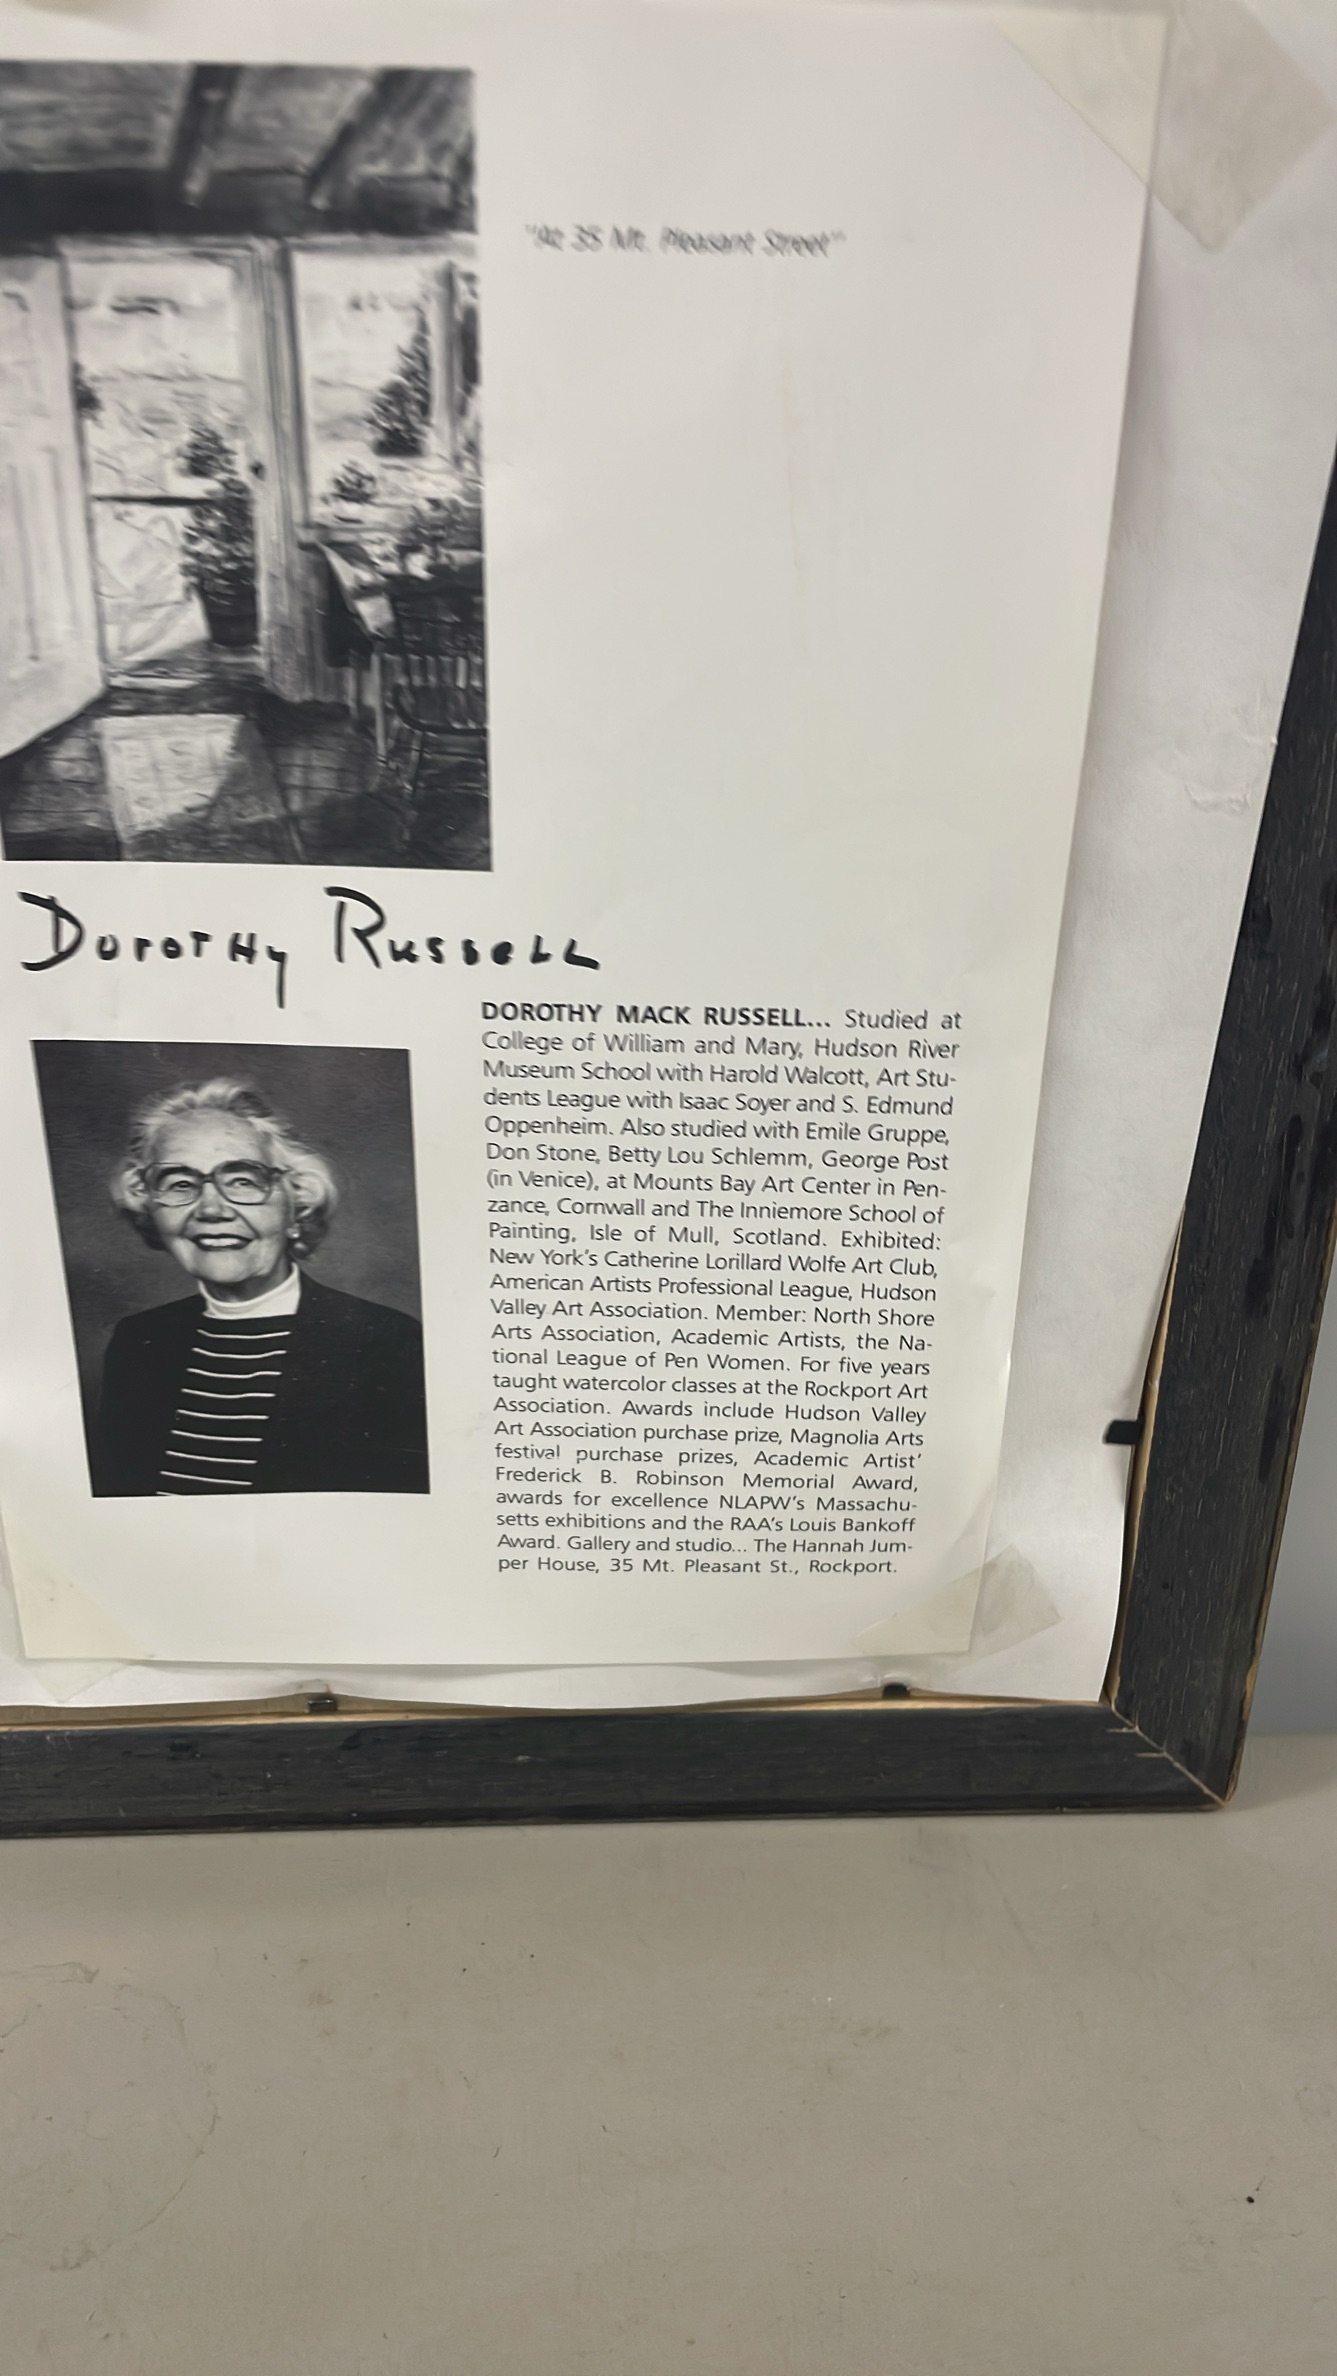 "At 35 Mt. Pleasant Street"
Dorothy Russell
DOROTHY MACK RUSSELL... Studied at
College of William and Mary, Hudson River
Museum School with Harold Walcott, Art Stu-
dents League with Isaac Soyer and S. Edmund
Oppenheim. Also studied with Emile Gruppe,
Don Stone, Betty Lou Schlemm, George Post
(in Venice), at Mounts Bay Art Center in Pen-
zance, Cornwall and The Inniemore School of
Painting, Isle of Mull, Scotland. Exhibited:
New York's Catherine Lorillard Wolfe Art Club,
American Artists Professional League, Hudson
Valley Art Association. Member: North Shore
Arts Association, Academic Artists, the Na-
tional League of Pen Women. For five years
taught watercolor classes at the Rockport Art
Association. Awards include Hudson Valley
Art Association purchase prize, Magnolia Arts
festival purchase prizes, Academic Artist'
Frederick B. Robinson Memorial Award,
awards for excellence NLAPW's Massachu-
setts exhibitions and the RAA's Louis Bankoff
Award. Gallery and studio... The Hannah Jum-
per House, 35 Mt. Pleasant St., Rockport.